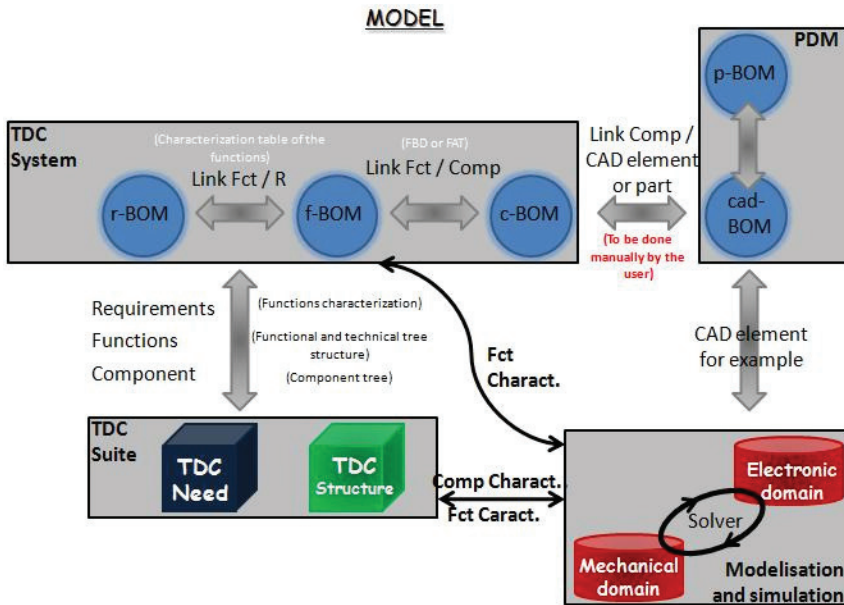 MODEL
PDM
p-BOM
TDC
System
(Characterization table of the
functions)
Link Fct / R
(FBD or FAT)
Link Fct / Comp
r-BOM
f-BOM
c-BOM
Link Comp /
CAD element
or part
(To be done
manually by the
user)
cad-
BOM
Requirements
Functions
Component
(Functions characterization)
(Functional and technical tree
structure)
(Component tree)
Fct
Charact.
CAD element
for example
TDC
Suite
TDC
Need
TDC
Structure
Comp Charact..
Fct Caract.
Electronic
domain
Solver
Mechanical
domain
Modelisation
and simulation